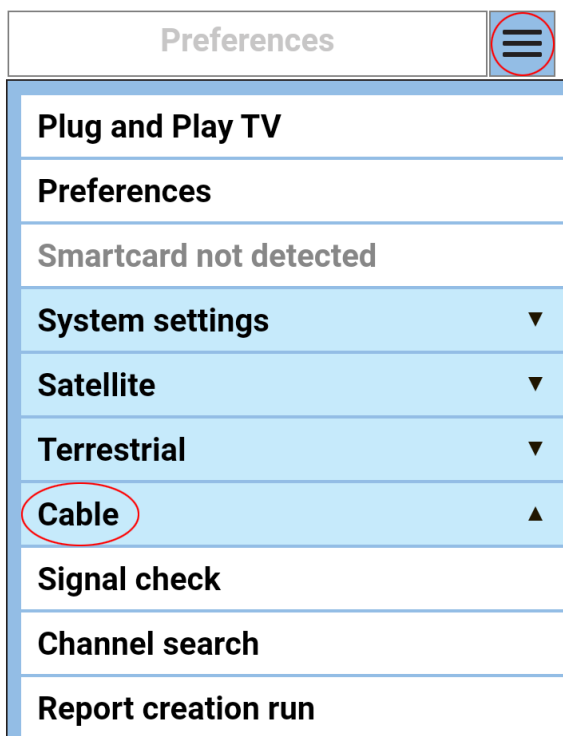 Preferences
Plug and Play TV
Preferences
Smartcard not detected
System settings
Satellite
Terrestrial
Cable
Signal check
Channel search
Report creation run